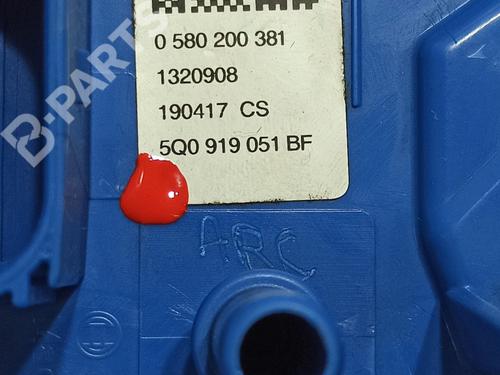 B-PARTS
0 580 200 381
1320908
190417 CS
5Q0 919 051 BF
ARC